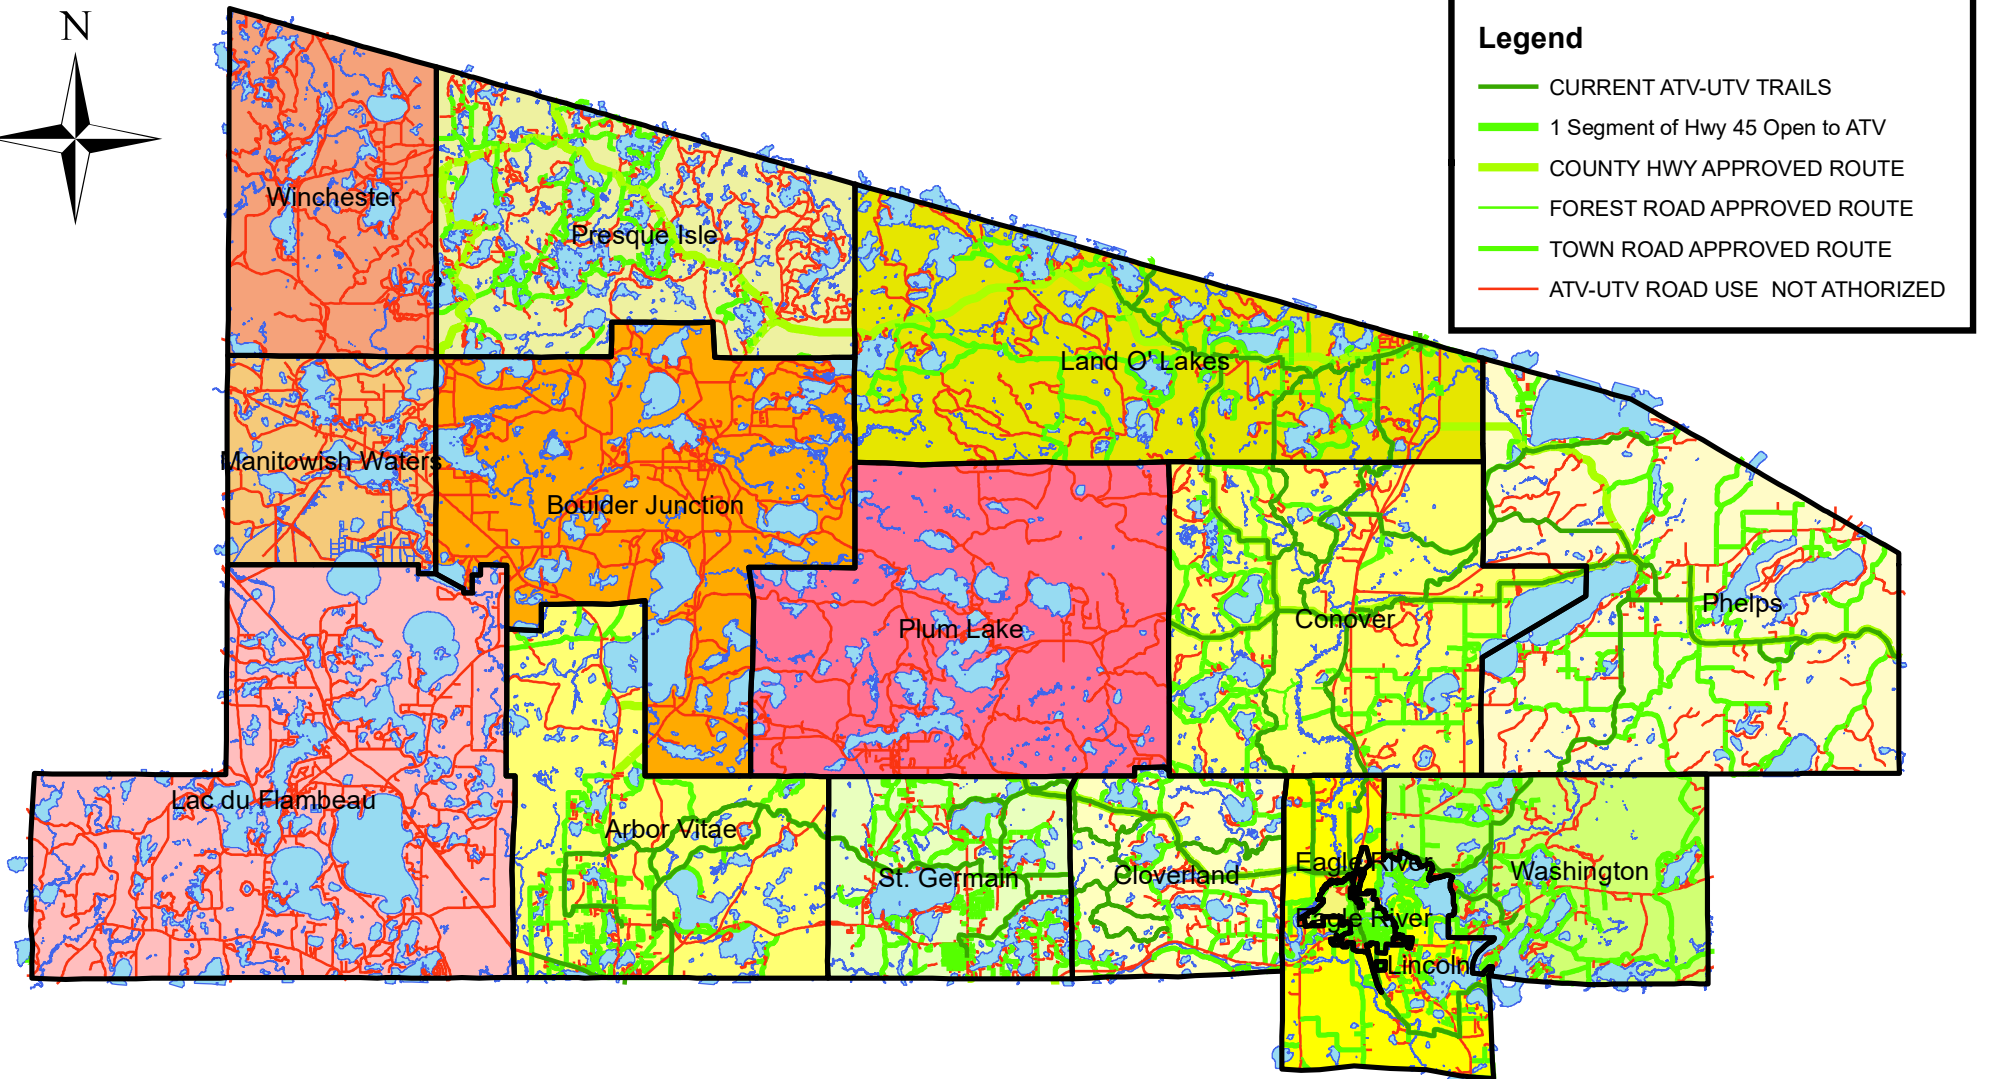 N
Legend
CURRENT ATV-UTV TRAILS
1 Segment of Hwy 45 Open to ATV
COUNTY HWY APPROVED ROUTE
FOREST ROAD APPROVED ROUTE
TOWN ROAD APPROVED ROUTE
ATV-UTV ROAD USE NOT ATHORIZED
Winchester
Presque Isle
Land O' Lakes
Manitowish Waters
Boulder Junction
Plum Lake
Conover
Phelps
Lac du Flambeau
Arbor Vitae
St. Germain
Cloverland
Eagle River
Washington
Eagle River
Lincoln